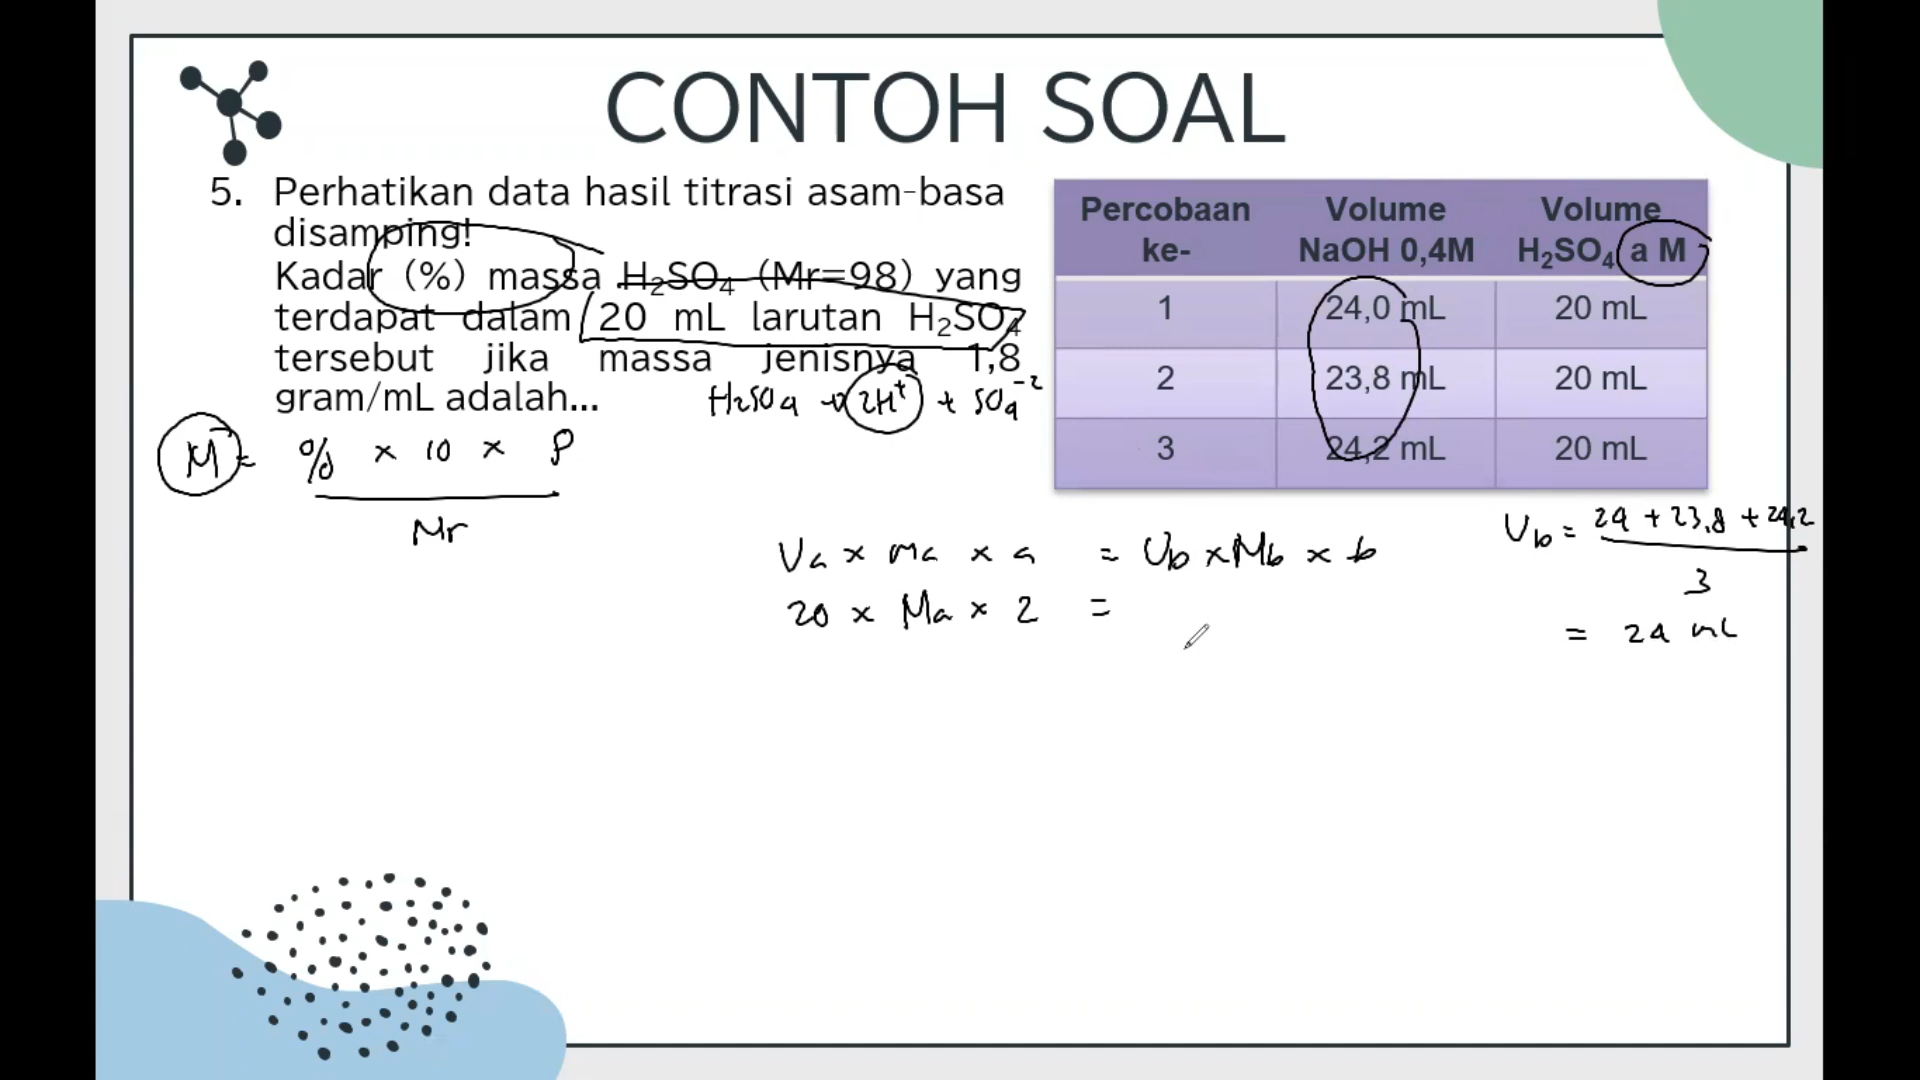 CONTOH SOAL
5. Perhatikan data hasil titrasi asam-basa
disamping!
Kadar (%) massa H₂SO₄ (Mr=98) yang
terdapat dalam 20 mL larutan H₂SO₄
tersebut jika massa jenisnya 1,8
gram/mL adalah...
H₂SO₄ → 2H⁺ + SO₄⁻²
M = % × 10 × ρ
Mr
Percobaan ke- Volume NaOH 0,4M Volume H₂SO₄ a M
1 24,0 mL 20 mL
2 23,8 mL 20 mL
3 24,2 mL 20 mL
Va × Ma × a = Vb × Mb × b
20 × Ma × 2 =
Vb = 24 + 23,8 + 24,2
3
= 24 mL